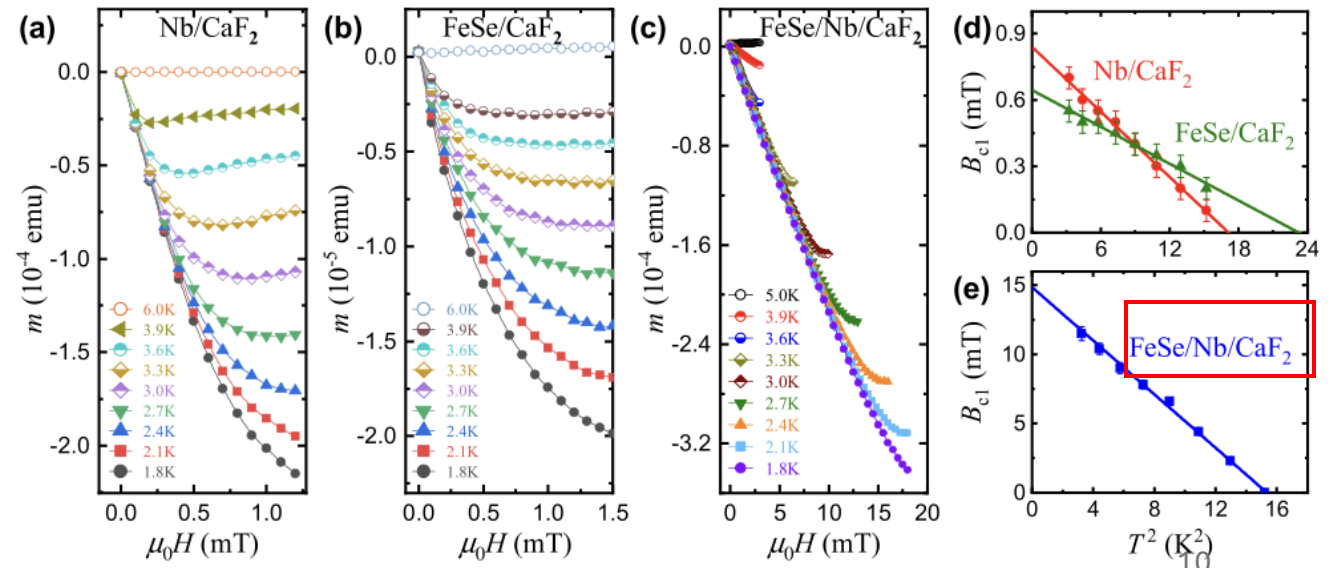 (a)
Nb/CaF₂
m (10⁻⁴ emu)
0.0
-0.5
-1.0
-1.5
-2.0
6.0K
3.9K
3.6K
3.3K
3.0K
2.7K
2.4K
2.1K
1.8K
0.0 0.5 1.0
μ₀H (mT)
(b)
FeSe/CaF₂
m (10⁻⁵ emu)
0.0
-0.5
-1.0
-1.5
-2.0
6.0K
3.9K
3.6K
3.3K
3.0K
2.7K
2.4K
2.1K
1.8K
0.0 0.5 1.0 1.5
μ₀H (mT)
(c)
FeSe/Nb/CaF₂
m (10⁻⁴ emu)
0.0
-0.8
-1.6
-2.4
-3.2
5.0K
3.9K
3.6K
3.3K
3.0K
2.7K
2.4K
2.1K
1.8K
0 5 10 15 20
μ₀H (mT)
(d)
B_c1 (mT)
0.9
0.6
0.3
0.0
Nb/CaF₂
FeSe/CaF₂
0 6 12 18 24
(e)
B_c1 (mT)
15
10
5
0
FeSe/Nb/CaF₂
0 4 8 12 16
T² (K²)
10